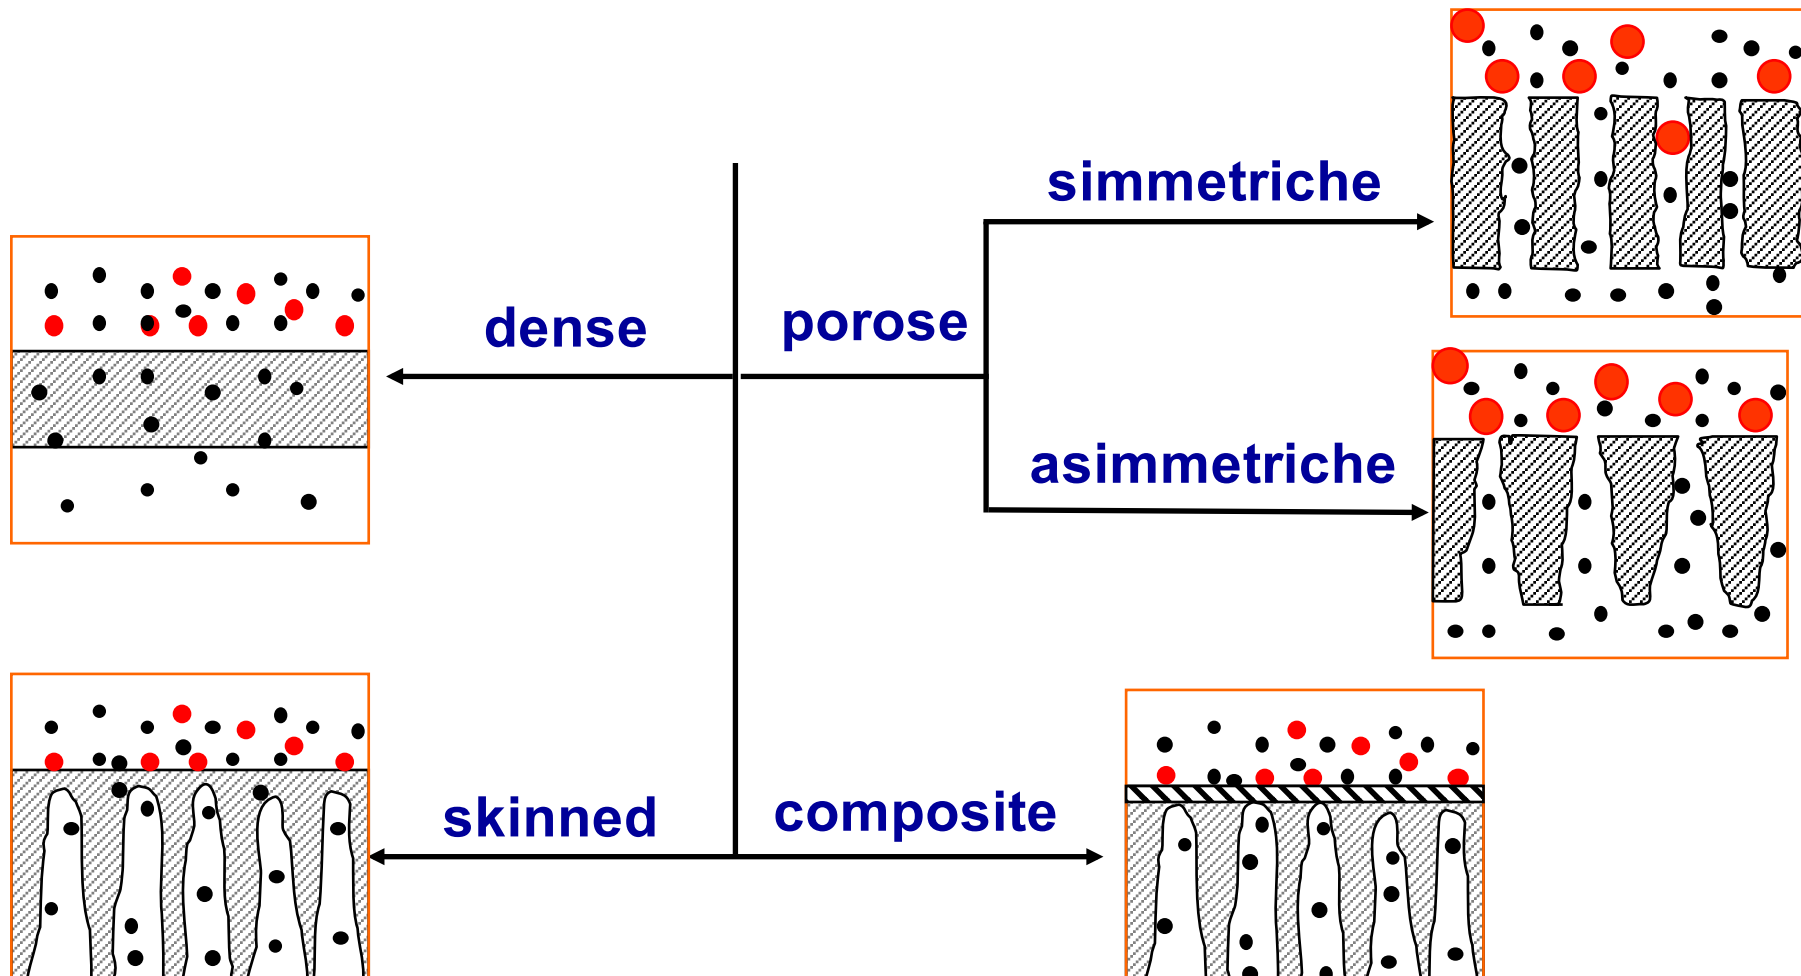 simmetriche
dense
porose
asimmetriche
skinned
composite